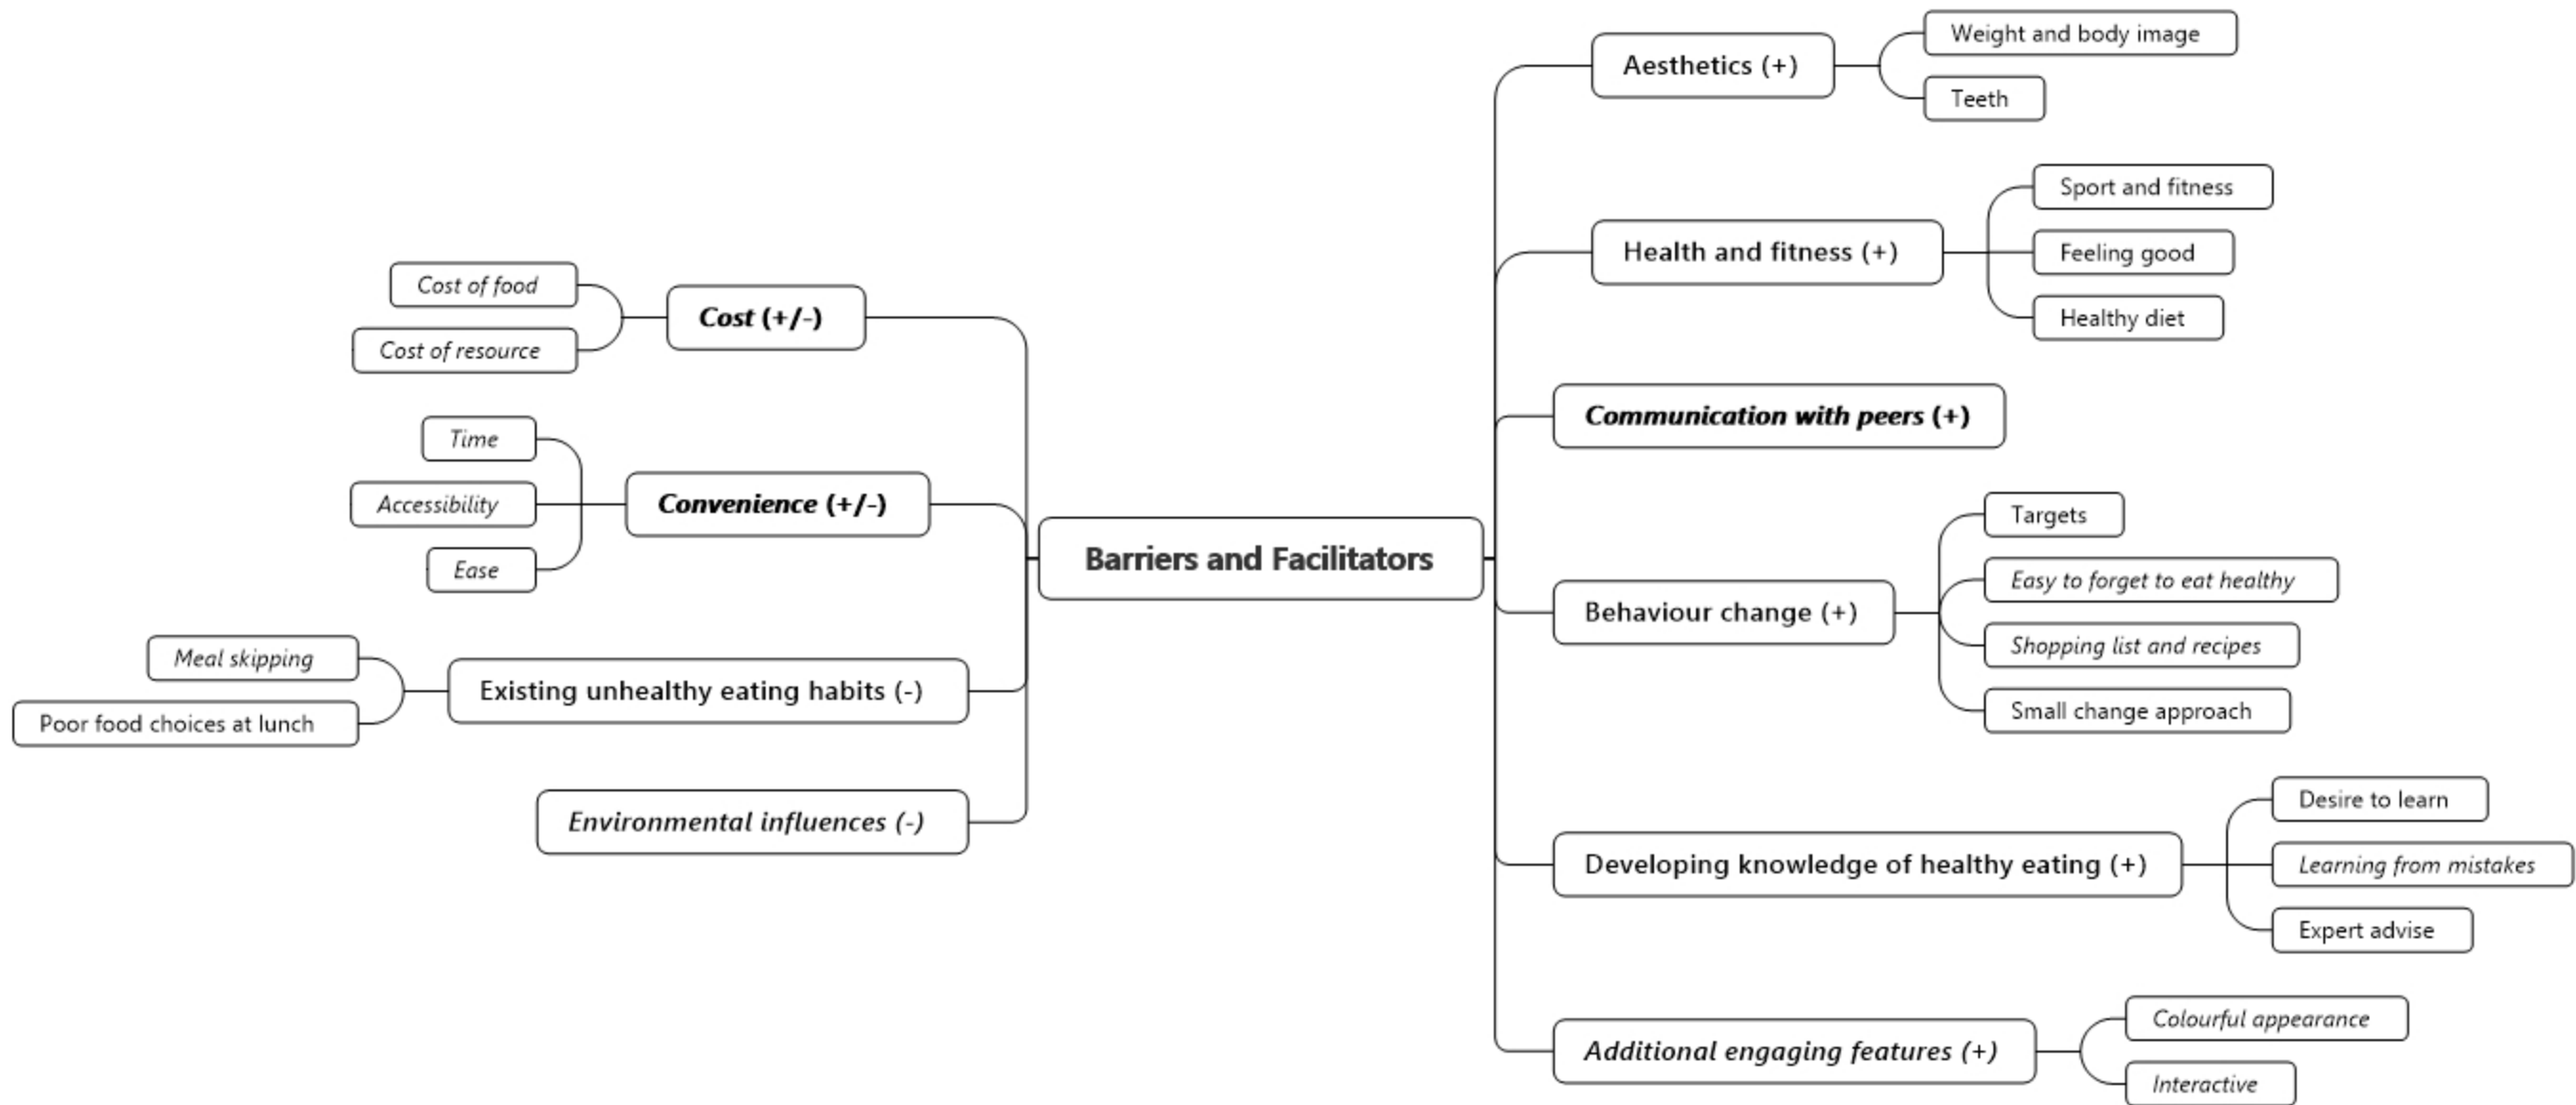 Barriers and Facilitators
Cost (+/-)
Cost of food
Cost of resource
Convenience (+/-)
Time
Accessibility
Ease
Existing unhealthy eating habits (-)
Meal skipping
Poor food choices at lunch
Environmental influences (-)
Aesthetics (+)
Weight and body image
Teeth
Health and fitness (+)
Sport and fitness
Feeling good
Healthy diet
Communication with peers (+)
Behaviour change (+)
Targets
Easy to forget to eat healthy
Shopping list and recipes
Small change approach
Developing knowledge of healthy eating (+)
Desire to learn
Learning from mistakes
Expert advise
Additional engaging features (+)
Colourful appearance
Interactive